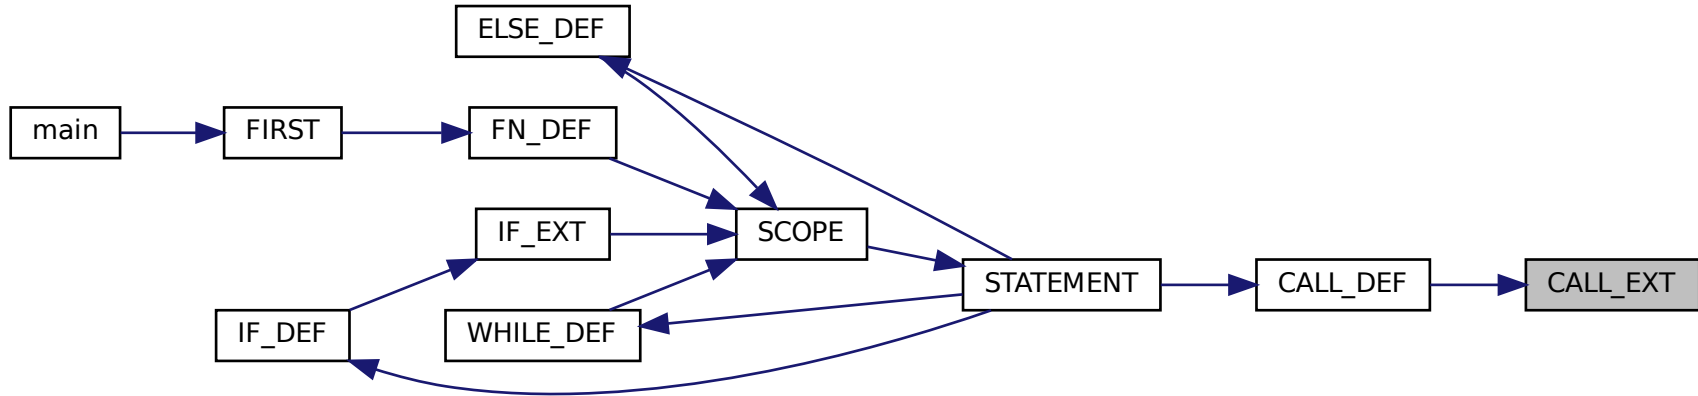 ELSE_DEF
main
FIRST
FN_DEF
IF_EXT
SCOPE
STATEMENT
CALL_DEF
CALL_EXT
IF_DEF
WHILE_DEF